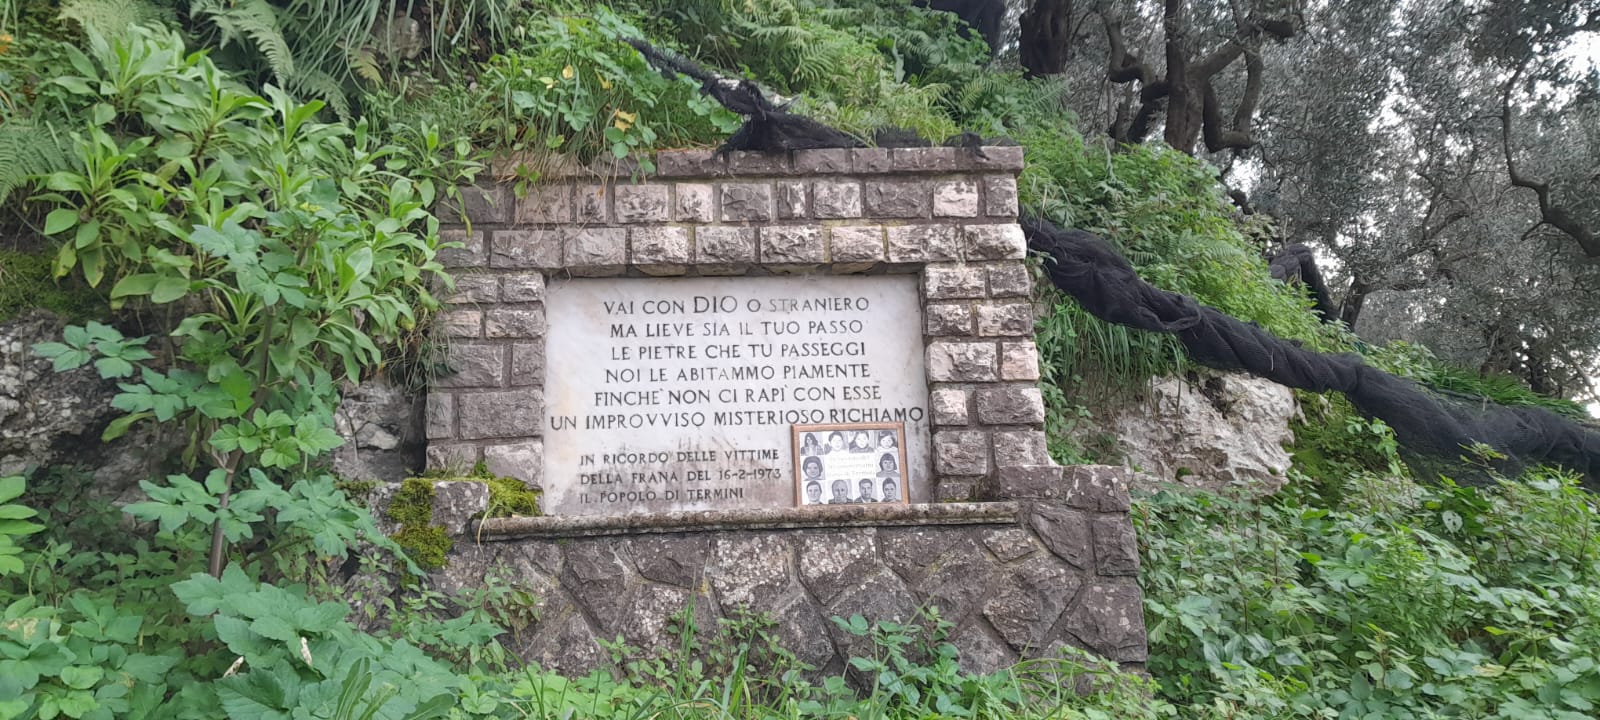 VAI CON DIO O STRANIERO
MA LIEVE SIA IL TUO PASSO
LE PIETRE CHE TU PASSEGGI
NOI LE ABITAMMO PIAMENTE
FINCHE' NON CI RAPI' CON ESSE
UN IMPROVVISO MISTERIOSO RICHIAMO
IN RICORDO DELLE VITTIME
DELLA FRANA DEL 16-2-1973
IL POPOLO DI TERMINI